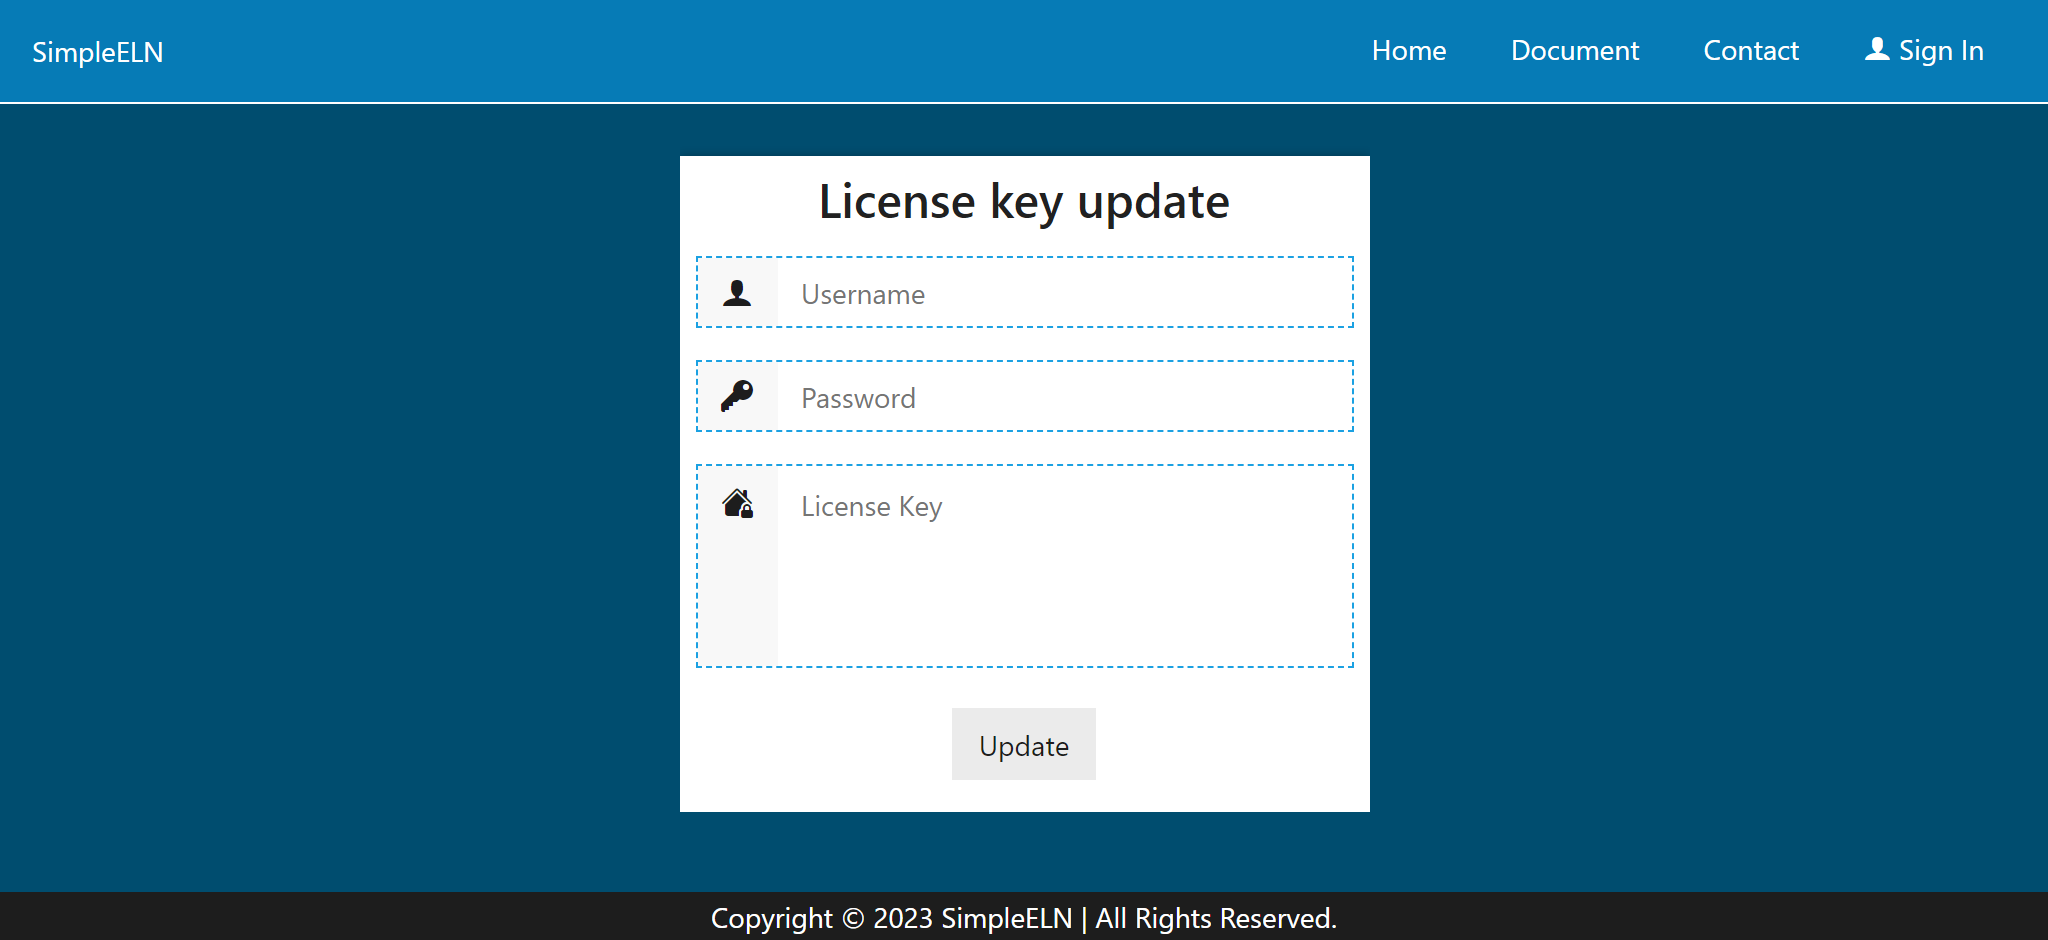 SimpleELN
Home Document Contact Sign In
License key update
Username
Password
License Key
Update
Copyright © 2023 SimpleELN | All Rights Reserved.